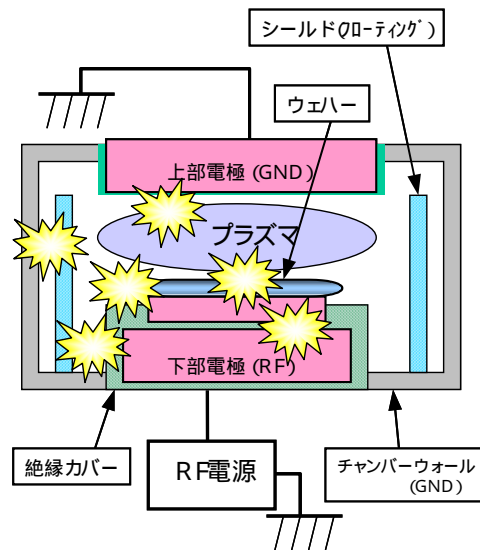 シールド(フローティング)
ウェハー
上部電極 (GND)
プラズマ
下部電極 (RF)
絶縁カバー
RF電源
チャンバーウォール
(GND)